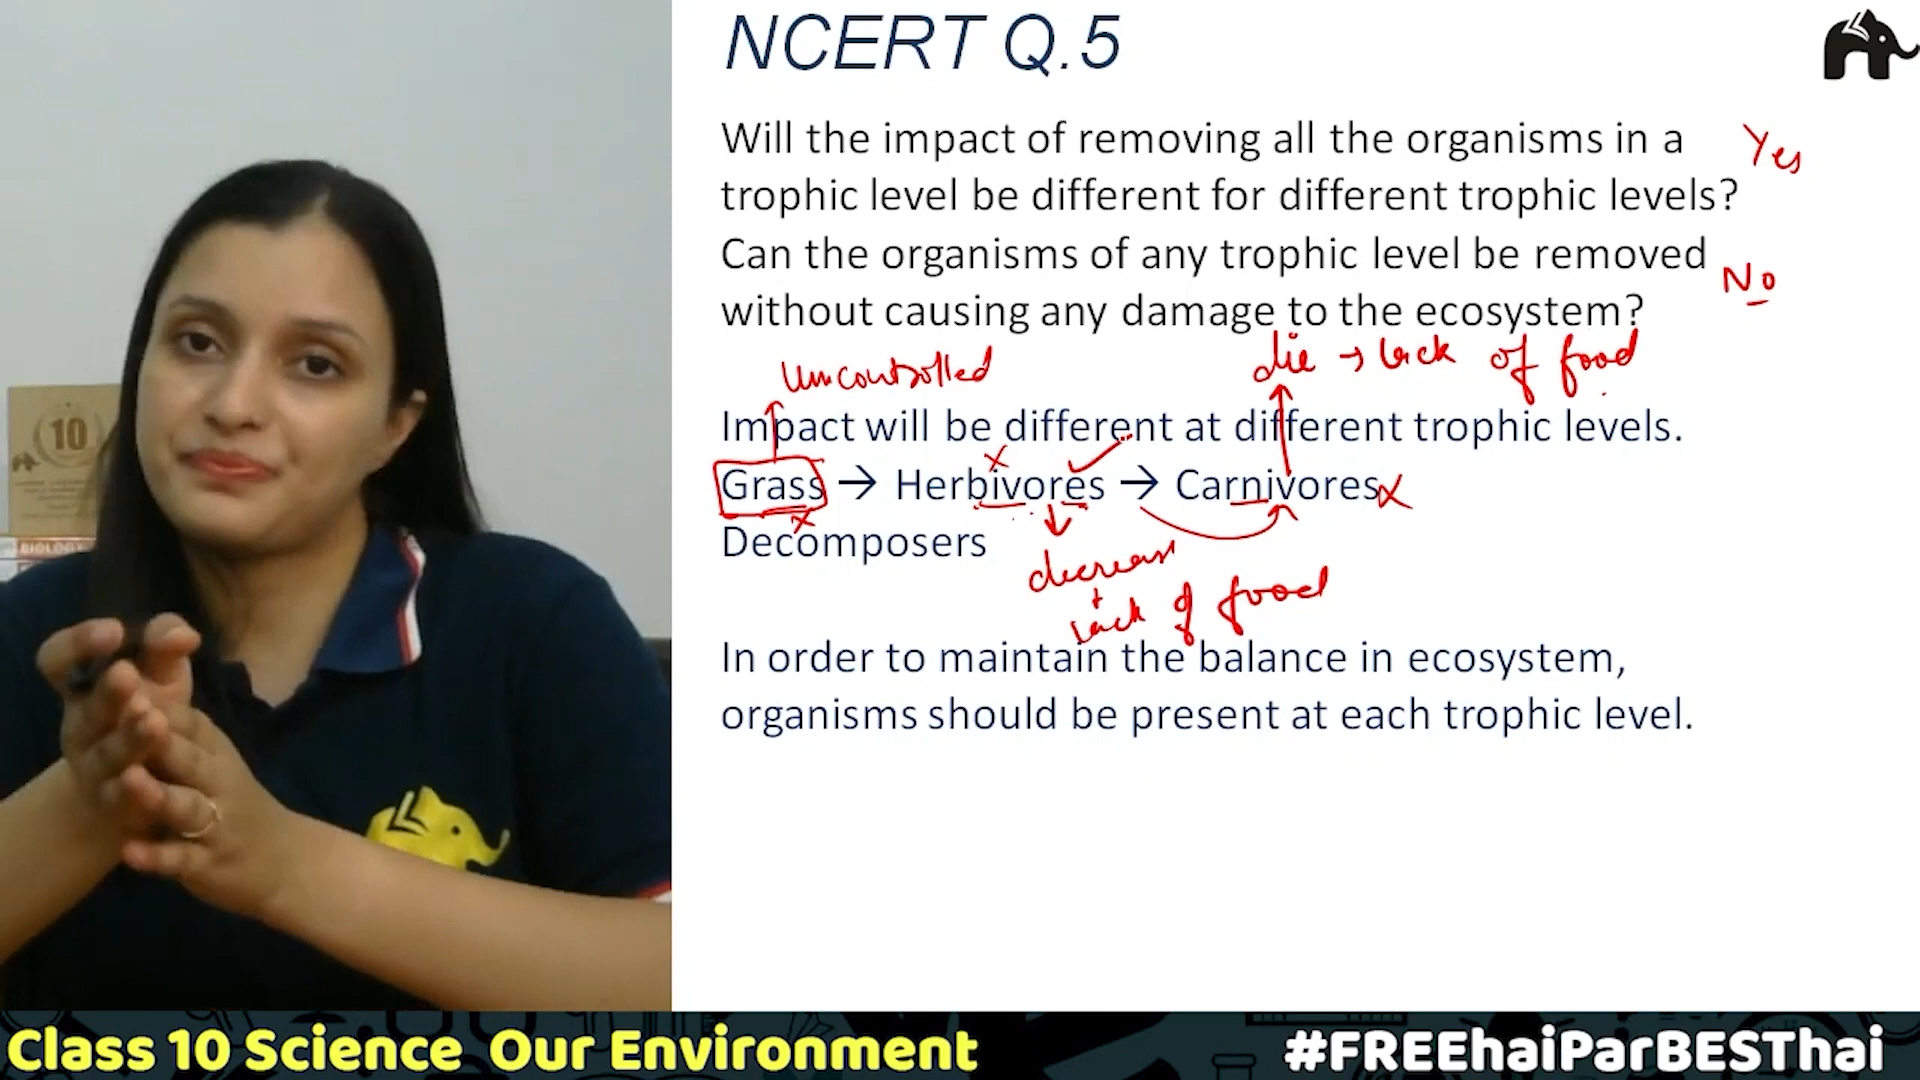 NCERT Q.5
Will the impact of removing all the organisms in a
Yes
trophic level be different for different trophic levels?
Can the organisms of any trophic level be removed
No
without causing any damage to the ecosystem?
Uncontrolled
die → lack of food
Impact will be different at different trophic levels.
Grass → Herbivores → Carnivores
Decomposers
decrease
lack of food
In order to maintain the balance in ecosystem,
organisms should be present at each trophic level.
10
BIOLOGY
Class 10 Science Our Environment
#FREEhaiParBESThai